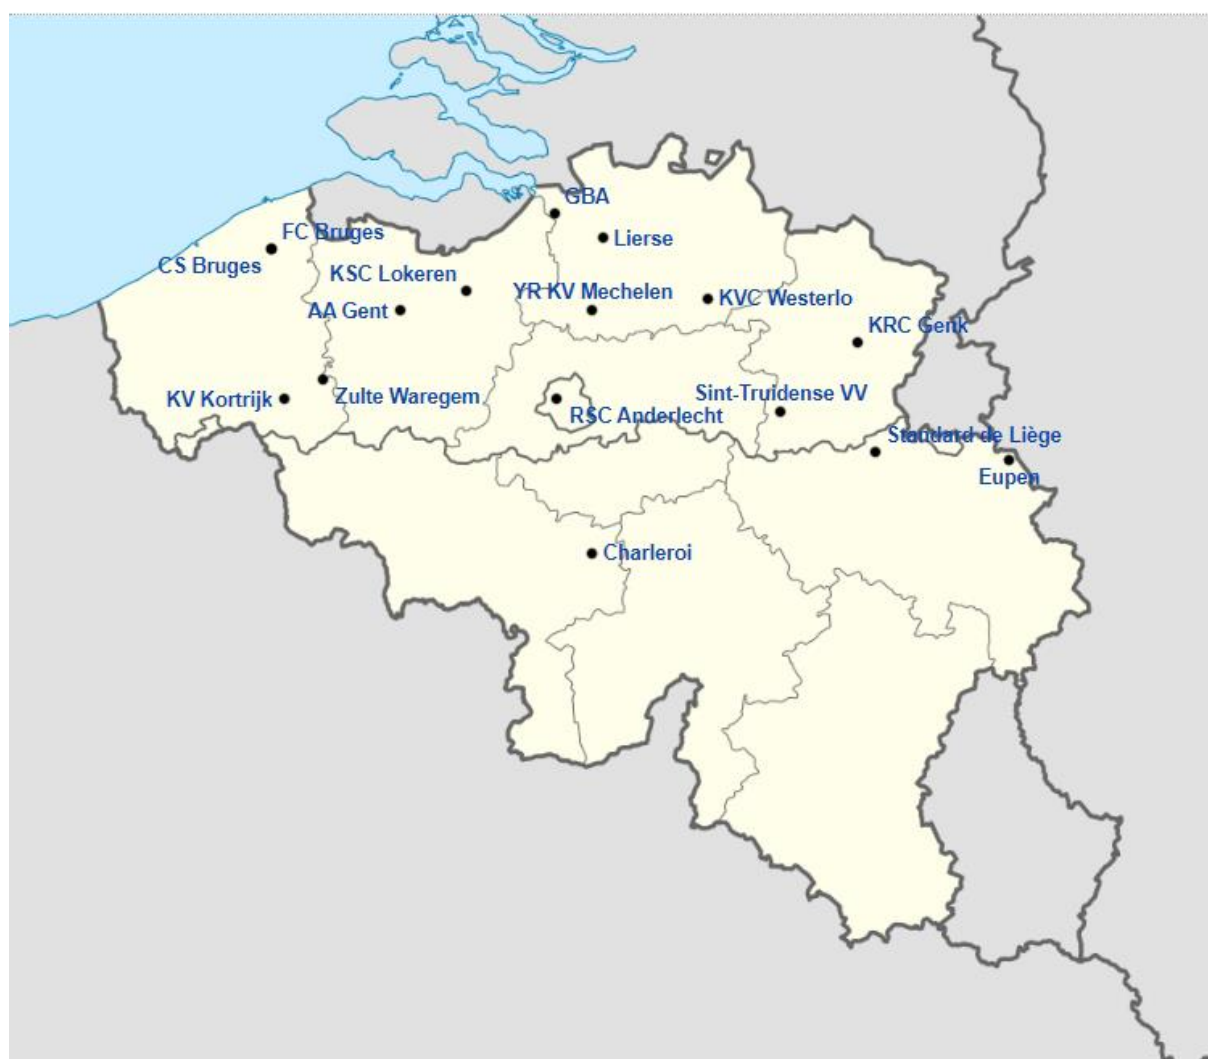 GBA
FC Bruges
Lierse
CS Bruges
KSC Lokeren
YR KV Mechelen
KVC Westerlo
AA Gent
KRC Genk
Zulte Waregem
Sint-Truidense VV
KV Kortrijk
RSC Anderlecht
Standard de Liège
Eupen
Charleroi